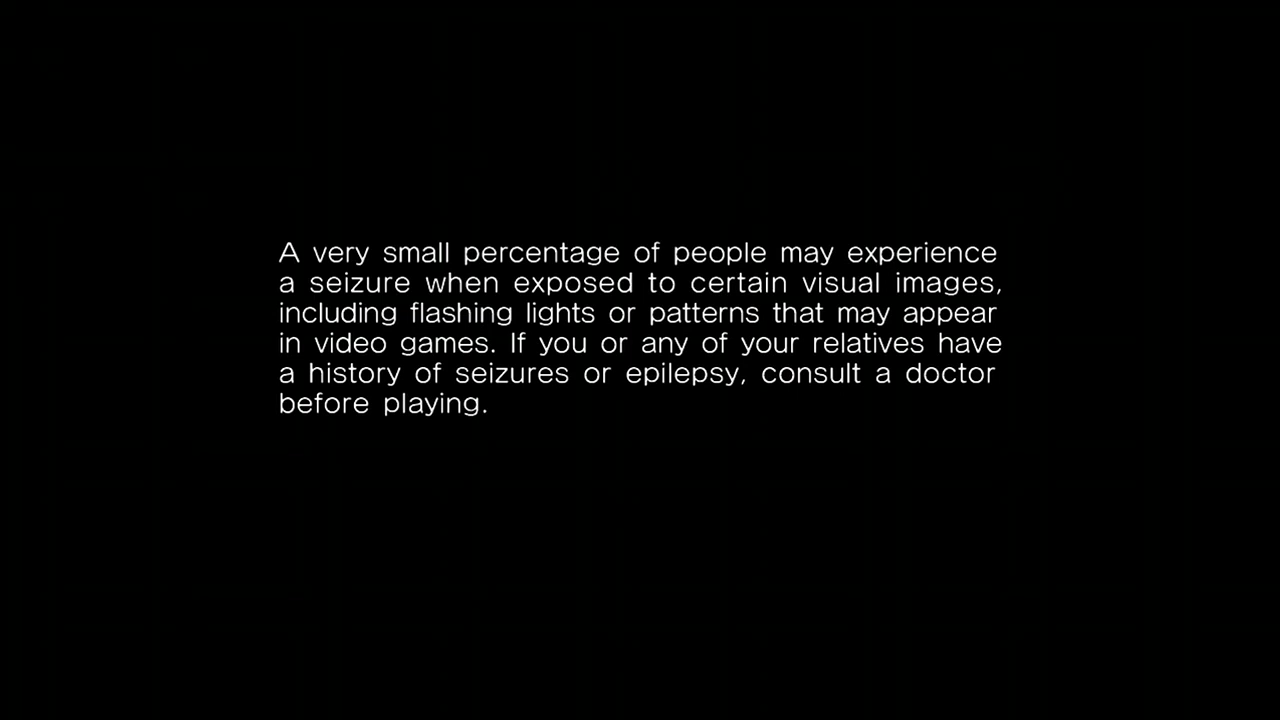 A very small percentage of people may experience
a seizure when exposed to certain visual images,
including flashing lights or patterns that may appear
in video games. If you or any of your relatives have
a history of seizures or epilepsy, consult a doctor
before playing.